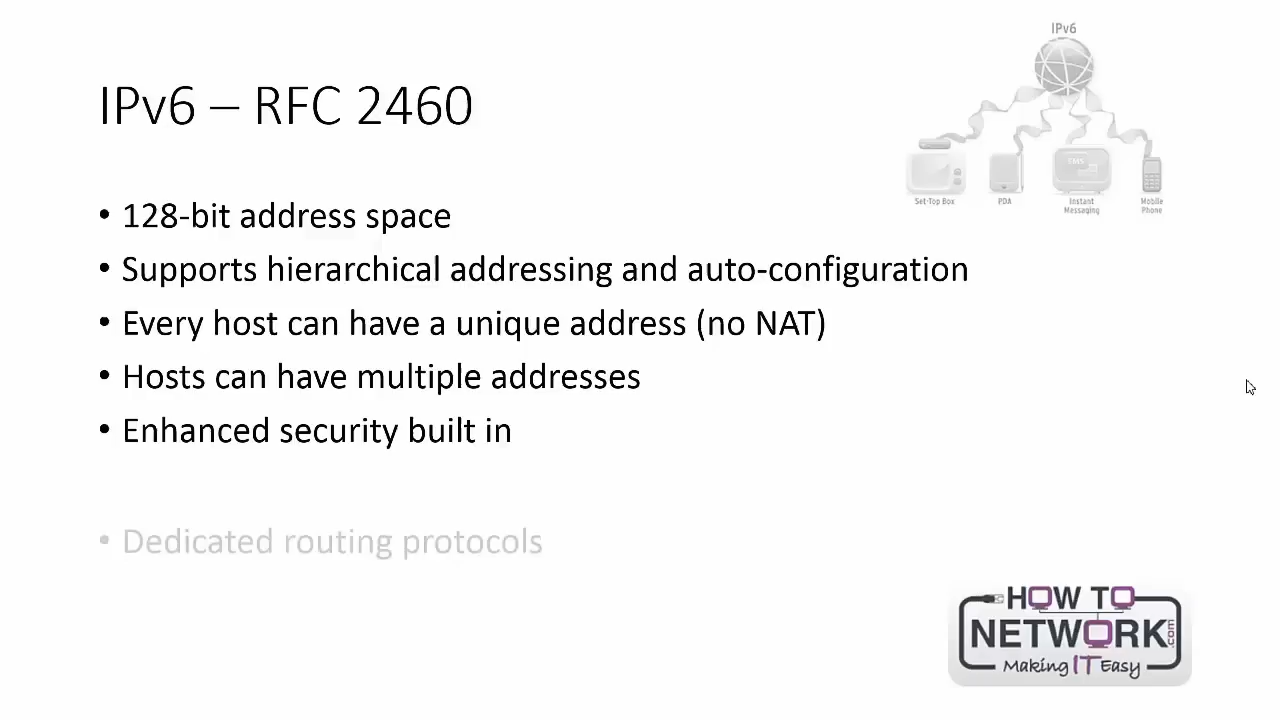 IPv6
IPv6 – RFC 2460
Set-Top Box
PDA
Instant
Messaging
Mobile
Phone
• 128-bit address space
• Supports hierarchical addressing and auto-configuration
• Every host can have a unique address (no NAT)
• Hosts can have multiple addresses
• Enhanced security built in
• Dedicated routing protocols
HOW TO
NETWORK.com
Making IT Easy